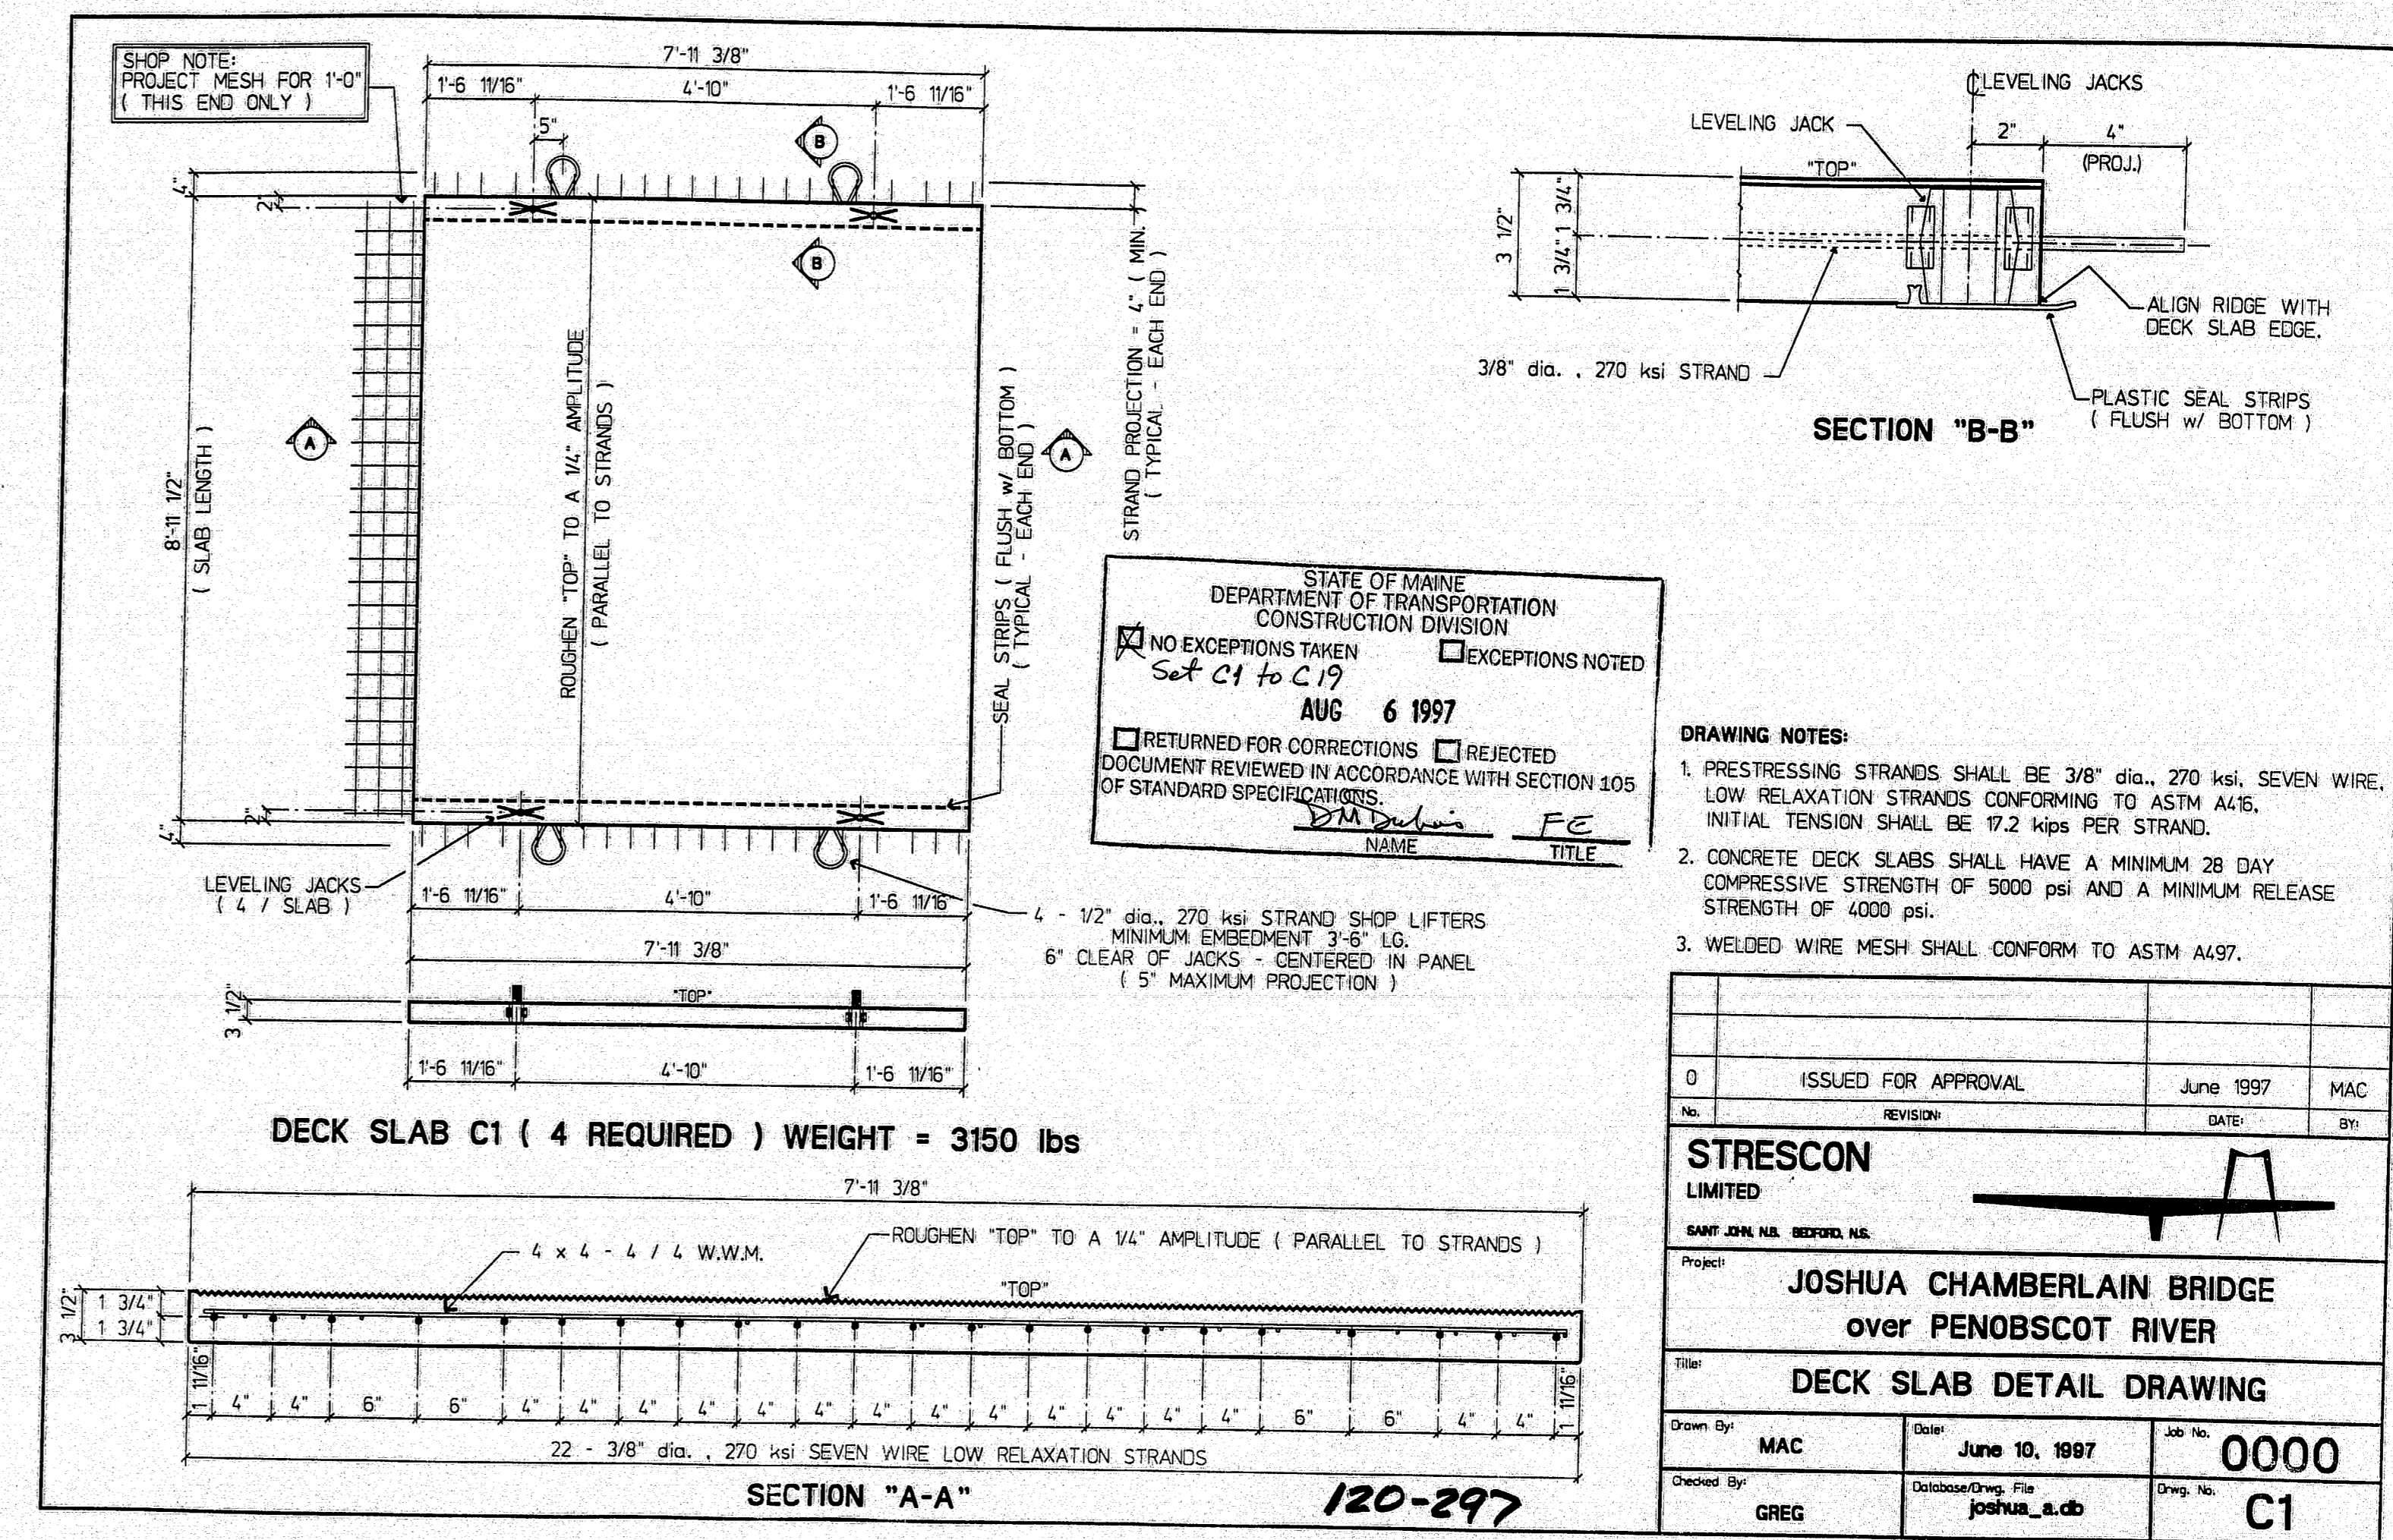 SHOP NOTE:
PROJECT MESH FOR 1'-0"
( THIS END ONLY )
7'-11 3/8"
1'-6 11/16"
4'-10"
1'-6 11/16"
5"
B
B
4"
2"
8'-11 1/2"
( SLAB LENGTH )
A
ROUGHEN "TOP" TO A 1/4" AMPLITUDE
( PARALLEL TO STRANDS )
SEAL STRIPS ( FLUSH w/ BOTTOM )
( TYPICAL - EACH END )
A
STRAND PROJECTION = 4" ( MIN. )
( TYPICAL - EACH END )
2"
4"
LEVELING JACKS
( 4 / SLAB )
1'-6 11/16"
4'-10"
1'-6 11/16"
7'-11 3/8"
4 - 1/2" dia., 270 ksi STRAND SHOP LIFTERS
MINIMUM EMBEDMENT 3'-6" LG.
6" CLEAR OF JACKS - CENTERED IN PANEL
( 5" MAXIMUM PROJECTION )
3 1/2"
"TOP"
1'-6 11/16"
4'-10"
1'-6 11/16"
DECK SLAB C1 ( 4 REQUIRED ) WEIGHT = 3150 lbs
℄ LEVELING JACKS
LEVELING JACK
2"
4"
(PROJ.)
"TOP"
3 1/2"
1 3/4"
1 3/4"
ALIGN RIDGE WITH
DECK SLAB EDGE.
3/8" dia. , 270 ksi STRAND
PLASTIC SEAL STRIPS
( FLUSH w/ BOTTOM )
SECTION "B-B"
STATE OF MAINE
DEPARTMENT OF TRANSPORTATION
CONSTRUCTION DIVISION
NO EXCEPTIONS TAKEN
EXCEPTIONS NOTED
Set C1 to C19
AUG 6 1997
RETURNED FOR CORRECTIONS
REJECTED
DOCUMENT REVIEWED IN ACCORDANCE WITH SECTION 105
OF STANDARD SPECIFICATIONS.
FE
NAME
TITLE
DRAWING NOTES:
1. PRESTRESSING STRANDS SHALL BE 3/8" dia., 270 ksi, SEVEN WIRE,
LOW RELAXATION STRANDS CONFORMING TO ASTM A416.
INITIAL TENSION SHALL BE 17.2 kips PER STRAND.
2. CONCRETE DECK SLABS SHALL HAVE A MINIMUM 28 DAY
COMPRESSIVE STRENGTH OF 5000 psi AND A MINIMUM RELEASE
STRENGTH OF 4000 psi.
3. WELDED WIRE MESH SHALL CONFORM TO ASTM A497.
7'-11 3/8"
4 x 4 - 4 / 4 W.W.M.
ROUGHEN "TOP" TO A 1/4" AMPLITUDE ( PARALLEL TO STRANDS )
"TOP"
3 1/2"
1 3/4"
1 3/4"
1 11/16" 4" 4" 6" 6" 4" 4" 4" 4" 4" 4" 4" 4" 4" 4" 4" 4" 4" 6" 6" 4" 4" 1 11/16"
22 - 3/8" dia. , 270 ksi SEVEN WIRE LOW RELAXATION STRANDS
SECTION "A-A"
120-297
0 ISSUED FOR APPROVAL June 1997 MAC
No. REVISION: DATE: BY:
STRESCON
LIMITED
SAINT JOHN, N.B. BEDFORD, N.S.
Project:
JOSHUA CHAMBERLAIN BRIDGE
over PENOBSCOT RIVER
Title:
DECK SLAB DETAIL DRAWING
Drawn By:
MAC
Date:
June 10, 1997
Job No.
0000
Checked By:
GREG
Database/Drwg. File
joshua_a.db
Drwg. No.
C1